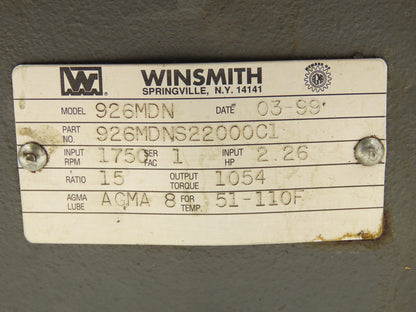 WINSMITH
SPRINGVILLE, N.Y. 14141
MODEL 926MDN DATE 03-99
PART NO. 926MDNS22000C1
INPUT RPM 1750 SER FAC 1 INPUT HP 2.26
RATIO 15 OUTPUT TORQUE 1054
AGMA LUBE AGMA 8 FOR TEMP. 51-110F